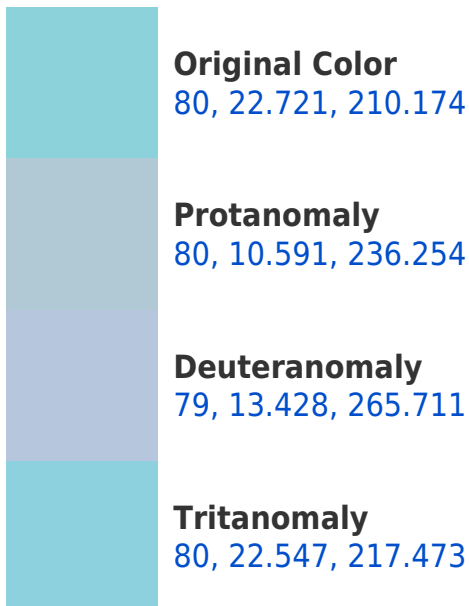 Original Color
80, 22.721, 210.174
Protanomaly
80, 10.591, 236.254
Deuteranomaly
79, 13.428, 265.711
Tritanomaly
80, 22.547, 217.473